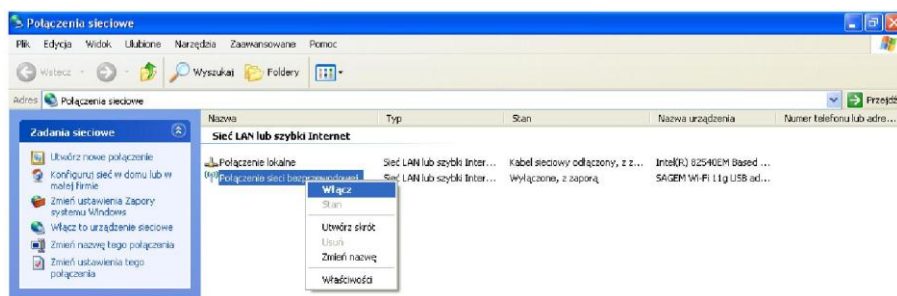 Połączenia sieciowe
Plik Edycja Widok Ulubione Narzędzia Zaawansowane Pomoc
Wstecz Wyszukaj Foldery
Adres Połączenia sieciowe Przejdź
Nazwa Typ Stan Nazwa urządzenia Numer telefonu lub adre...
Zadania sieciowe
Utwórz nowe połączenie
Konfiguruj sieć w domu lub w
małej firmie
Zmień ustawienia Zapory
systemu Windows
Włącz to urządzenie sieciowe
Zmień nazwę tego połączenia
Zmień ustawienia tego
połączenia
Sieć LAN lub szybki Internet
Połączenie lokalne Sieć LAN lub szybki Inter... Kabel sieciowy odłączony, z z... Intel(R) 82540EM Based ...
Połączenie sieci bezprzewodowej Sieć LAN lub szybki Inter... Wyłączone, z zaporą SAGEM Wi-Fi 11g USB ad...
Włącz
Stan
Utwórz skrót
Usuń
Zmień nazwę
Właściwości